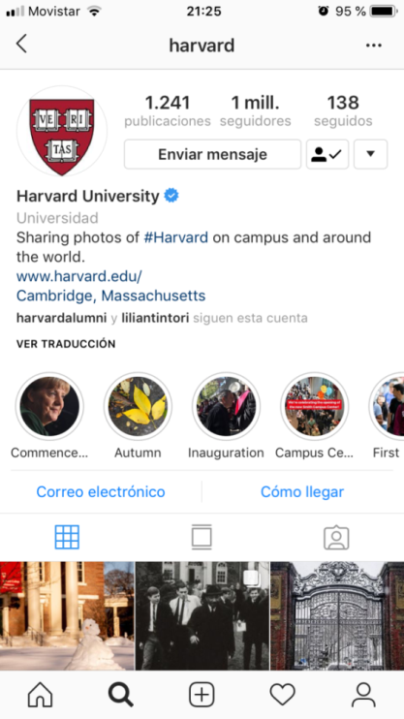 Movistar 21:25 95 %
harvard
1.241 1 mill. 138
publicaciones seguidores seguidos
Enviar mensaje
VE RI
TAS
Harvard University
Universidad
Sharing photos of #Harvard on campus and around
the world.
www.harvard.edu/
Cambridge, Massachusetts
harvardalumni y liliantintori siguen esta cuenta
VER TRADUCCIÓN
Commence... Autumn Inauguration Campus Ce... First
Correo electrónico Cómo llegar